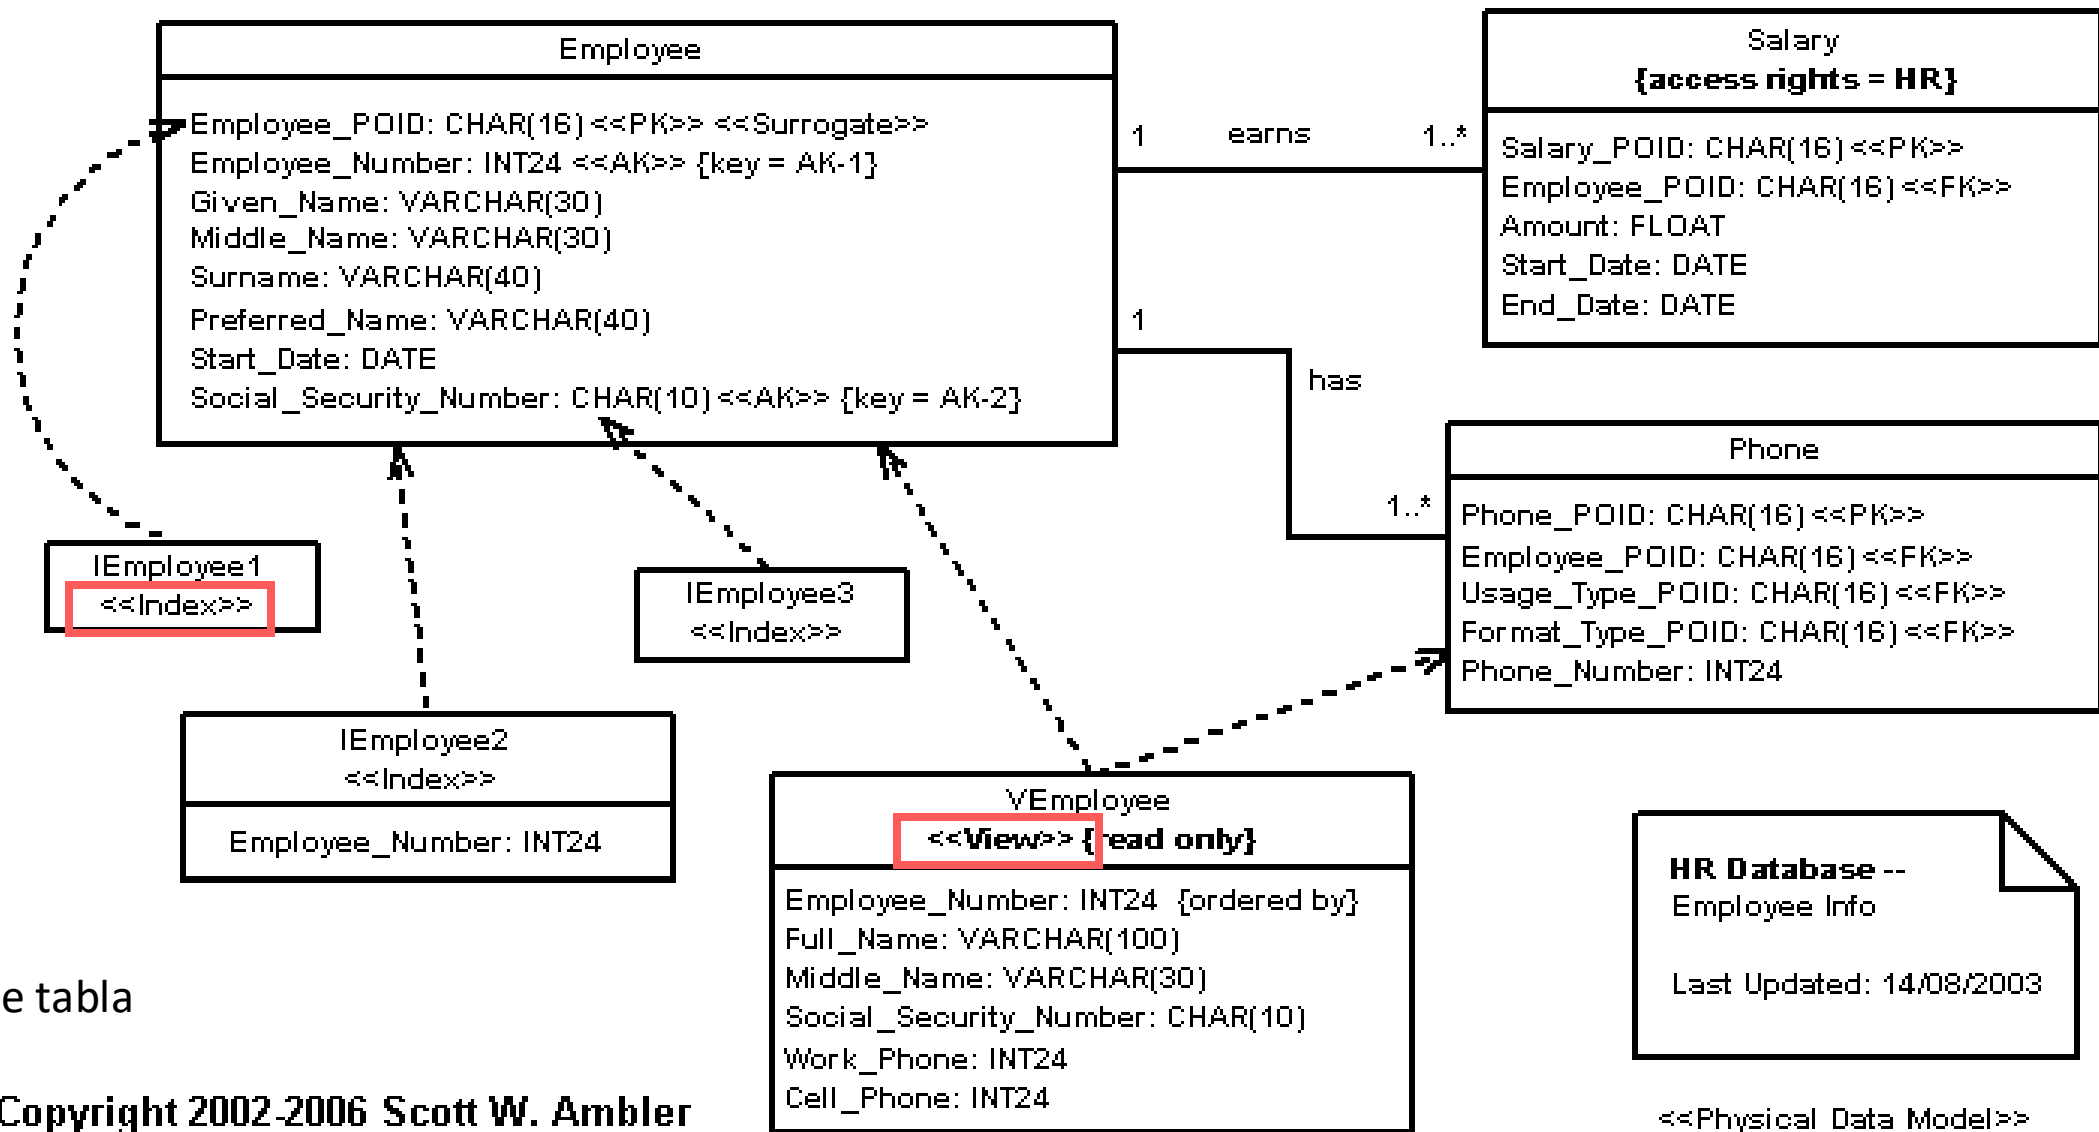 Employee
Employee_POID: CHAR(16) <<PK>> <<Surrogate>>
Employee_Number: INT24 <<AK>> {key = AK-1}
Given_Name: VARCHAR(30)
Middle_Name: VARCHAR(30)
Surname: VARCHAR(40)
Preferred_Name: VARCHAR(40)
Start_Date: DATE
Social_Security_Number: CHAR(10) <<AK>> {key = AK-2}
1 earns 1..*
Salary
{access rights = HR}
Salary_POID: CHAR(16) <<PK>>
Employee_POID: CHAR(16) <<FK>>
Amount: FLOAT
Start_Date: DATE
End_Date: DATE
1
has
1..*
Phone
Phone_POID: CHAR(16) <<PK>>
Employee_POID: CHAR(16) <<FK>>
Usage_Type_POID: CHAR(16) <<FK>>
Format_Type_POID: CHAR(16) <<FK>>
Phone_Number: INT24
IEmployee1
<<Index>>
IEmployee3
<<Index>>
IEmployee2
<<Index>>
Employee_Number: INT24
VEmployee
<<View>> {read only}
Employee_Number: INT24 {ordered by}
Full_Name: VARCHAR(100)
Middle_Name: VARCHAR(30)
Social_Security_Number: CHAR(10)
Work_Phone: INT24
Cell_Phone: INT24
HR Database --
Employee Info
Last Updated: 14/08/2003
e tabla
Copyright 2002-2006 Scott W. Ambler
<<Physical Data Model>>